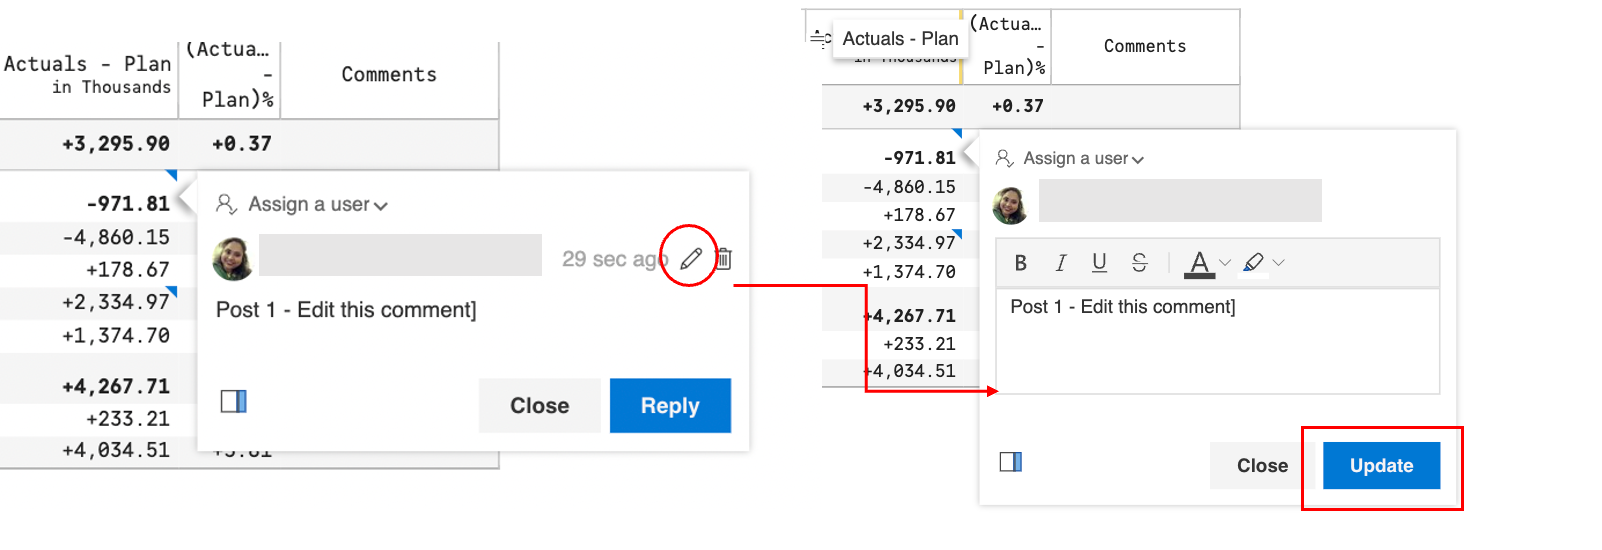 Actuals - Plan
in Thousands
(Actua…
-
Plan)%
Comments
+3,295.90
+0.37
-971.81
-4,860.15
+178.67
+2,334.97
+1,374.70
+4,267.71
+233.21
+4,034.51
Assign a user
29 sec ago
Post 1 - Edit this comment]
Close
Reply
Actuals - Plan
in Thousands
(Actua…
-
Plan)%
Comments
+3,295.90
+0.37
-971.81
-4,860.15
+178.67
+2,334.97
+1,374.70
+4,267.71
+233.21
+4,034.51
Assign a user
B I U S A
Post 1 - Edit this comment]
Close
Update